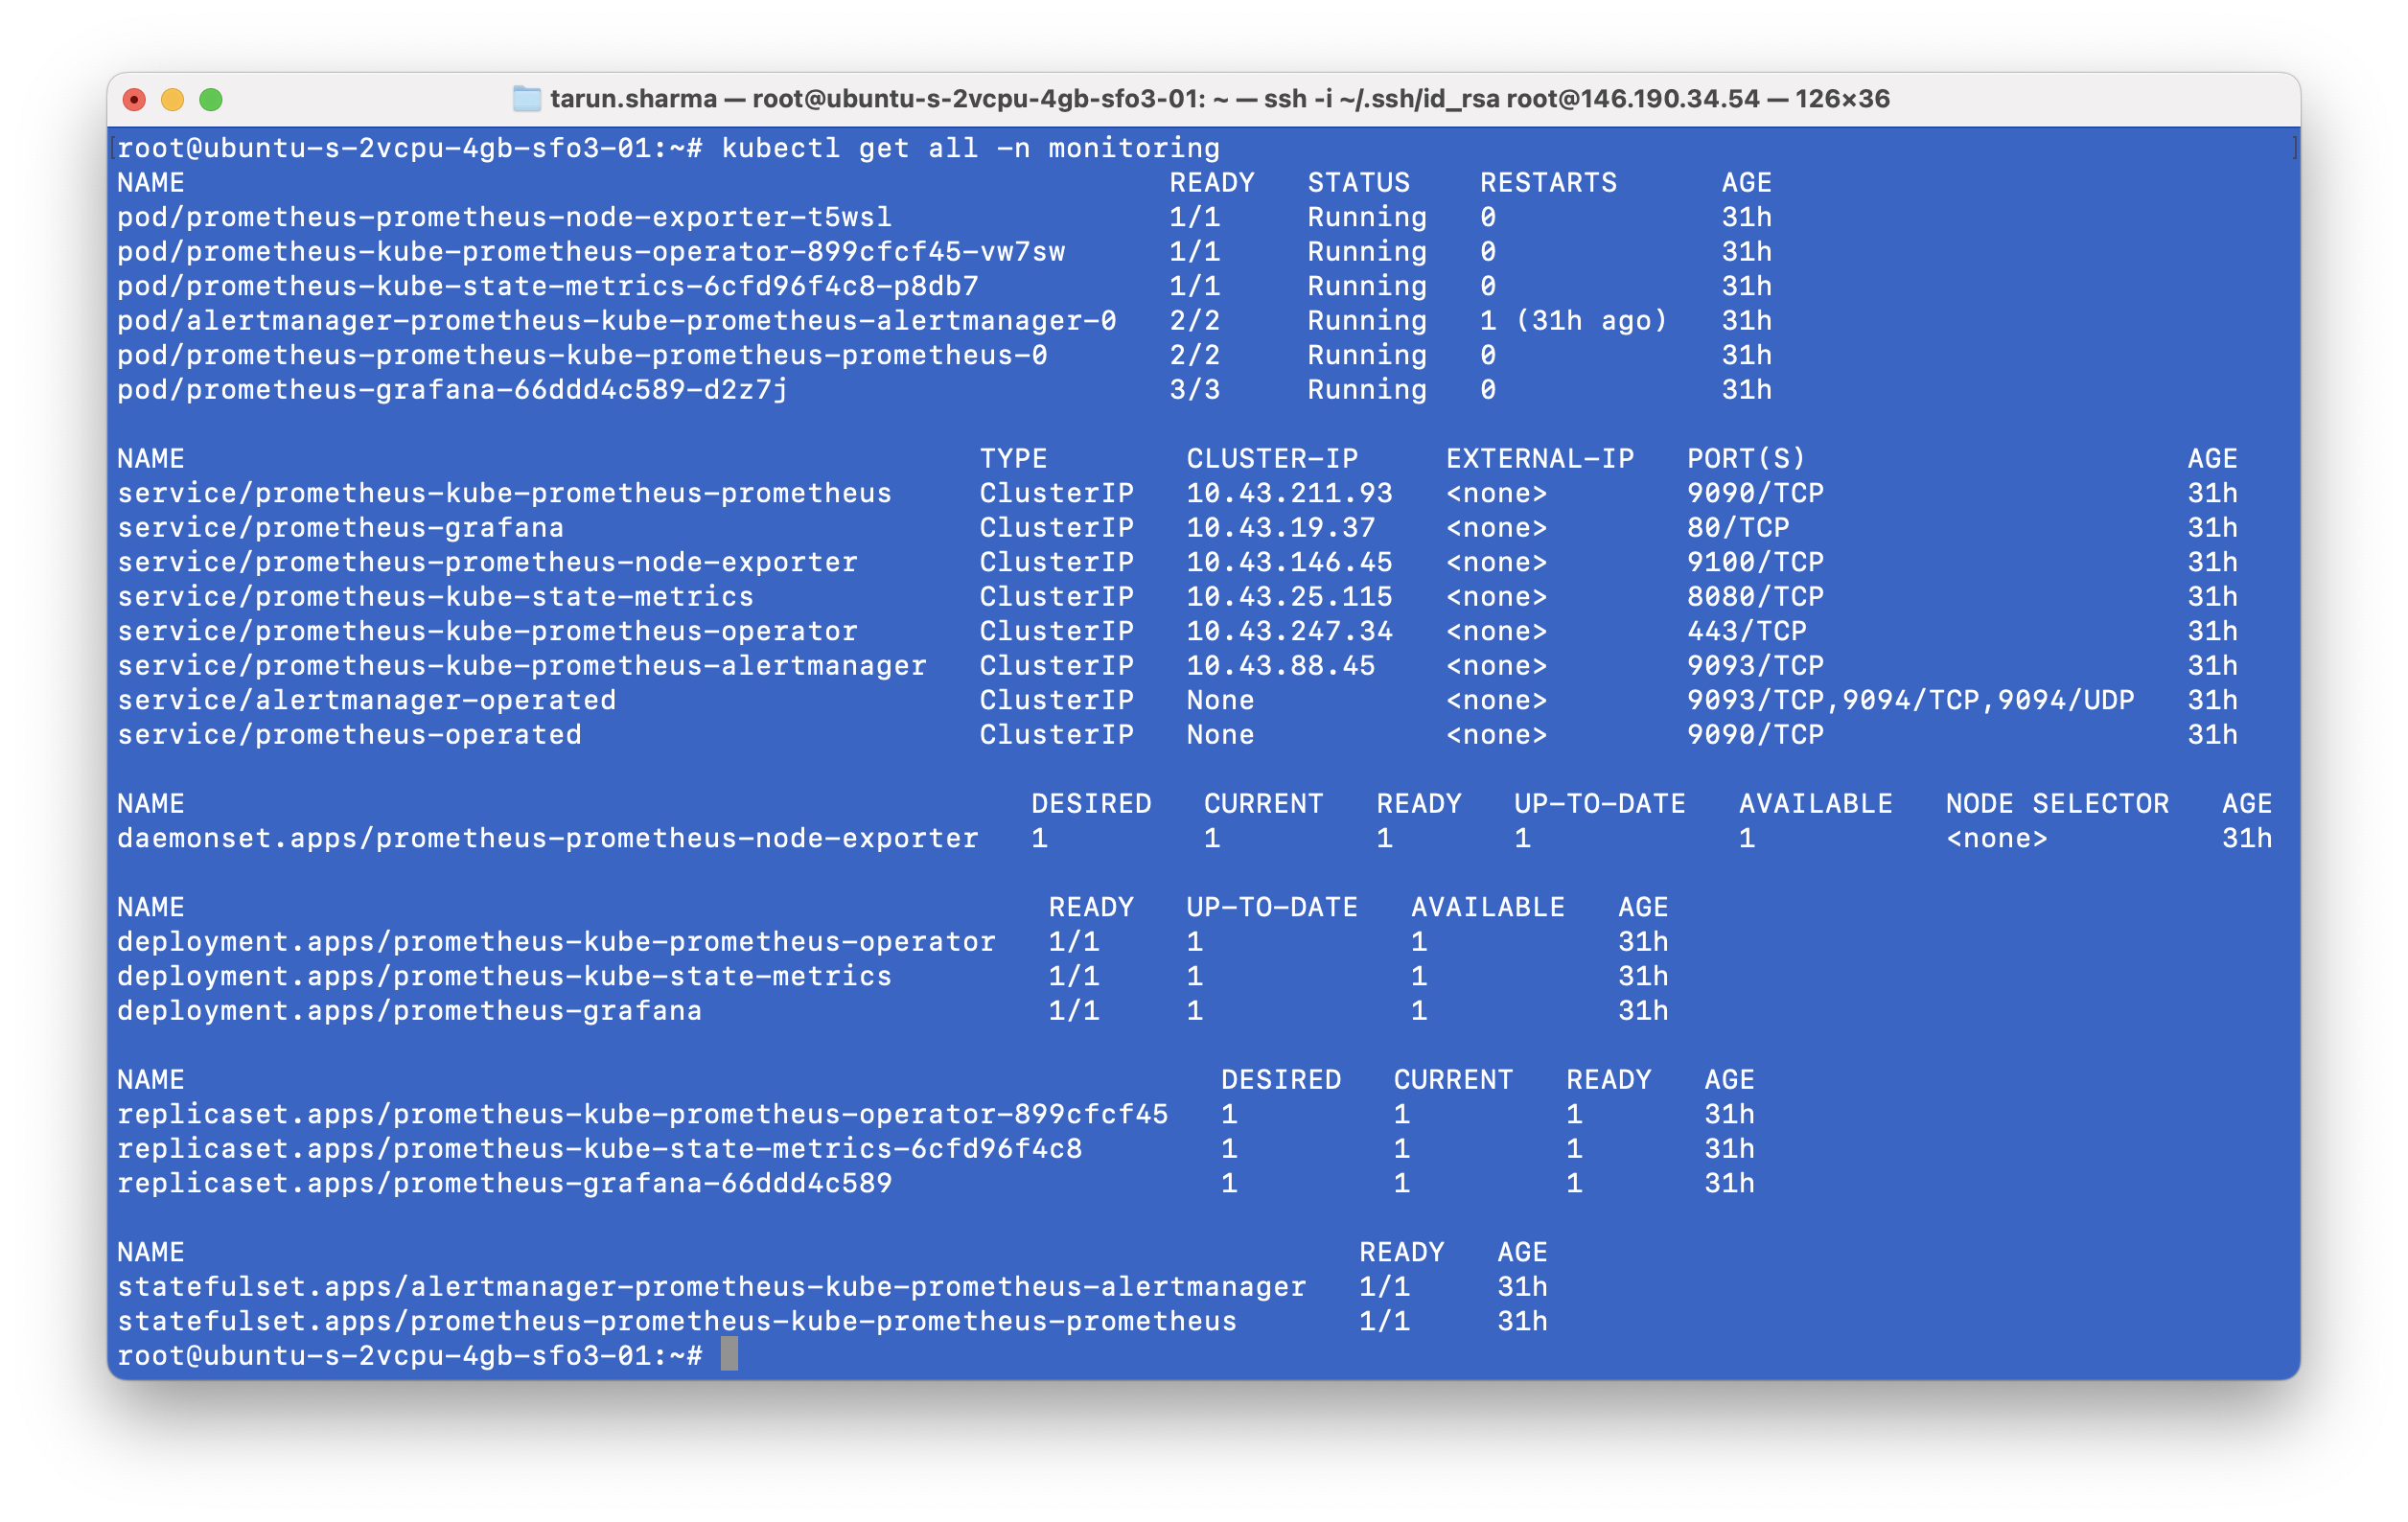 tarun.sharma — root@ubuntu-s-2vcpu-4gb-sfo3-01: ~ — ssh -i ~/.ssh/id_rsa root@146.190.34.54 — 126×36
[root@ubuntu-s-2vcpu-4gb-sfo3-01:~# kubectl get all -n monitoring ]
NAME READY STATUS RESTARTS AGE
pod/prometheus-prometheus-node-exporter-t5wsl 1/1 Running 0 31h
pod/prometheus-kube-prometheus-operator-899cfcf45-vw7sw 1/1 Running 0 31h
pod/prometheus-kube-state-metrics-6cfd96f4c8-p8db7 1/1 Running 0 31h
pod/alertmanager-prometheus-kube-prometheus-alertmanager-0 2/2 Running 1 (31h ago) 31h
pod/prometheus-prometheus-kube-prometheus-prometheus-0 2/2 Running 0 31h
pod/prometheus-grafana-66ddd4c589-d2z7j 3/3 Running 0 31h
NAME TYPE CLUSTER-IP EXTERNAL-IP PORT(S) AGE
service/prometheus-kube-prometheus-prometheus ClusterIP 10.43.211.93 <none> 9090/TCP 31h
service/prometheus-grafana ClusterIP 10.43.19.37 <none> 80/TCP 31h
service/prometheus-prometheus-node-exporter ClusterIP 10.43.146.45 <none> 9100/TCP 31h
service/prometheus-kube-state-metrics ClusterIP 10.43.25.115 <none> 8080/TCP 31h
service/prometheus-kube-prometheus-operator ClusterIP 10.43.247.34 <none> 443/TCP 31h
service/prometheus-kube-prometheus-alertmanager ClusterIP 10.43.88.45 <none> 9093/TCP 31h
service/alertmanager-operated ClusterIP None <none> 9093/TCP,9094/TCP,9094/UDP 31h
service/prometheus-operated ClusterIP None <none> 9090/TCP 31h
NAME DESIRED CURRENT READY UP-TO-DATE AVAILABLE NODE SELECTOR AGE
daemonset.apps/prometheus-prometheus-node-exporter 1 1 1 1 1 <none> 31h
NAME READY UP-TO-DATE AVAILABLE AGE
deployment.apps/prometheus-kube-prometheus-operator 1/1 1 1 31h
deployment.apps/prometheus-kube-state-metrics 1/1 1 1 31h
deployment.apps/prometheus-grafana 1/1 1 1 31h
NAME DESIRED CURRENT READY AGE
replicaset.apps/prometheus-kube-prometheus-operator-899cfcf45 1 1 1 31h
replicaset.apps/prometheus-kube-state-metrics-6cfd96f4c8 1 1 1 31h
replicaset.apps/prometheus-grafana-66ddd4c589 1 1 1 31h
NAME READY AGE
statefulset.apps/alertmanager-prometheus-kube-prometheus-alertmanager 1/1 31h
statefulset.apps/prometheus-prometheus-kube-prometheus-prometheus 1/1 31h
root@ubuntu-s-2vcpu-4gb-sfo3-01:~#